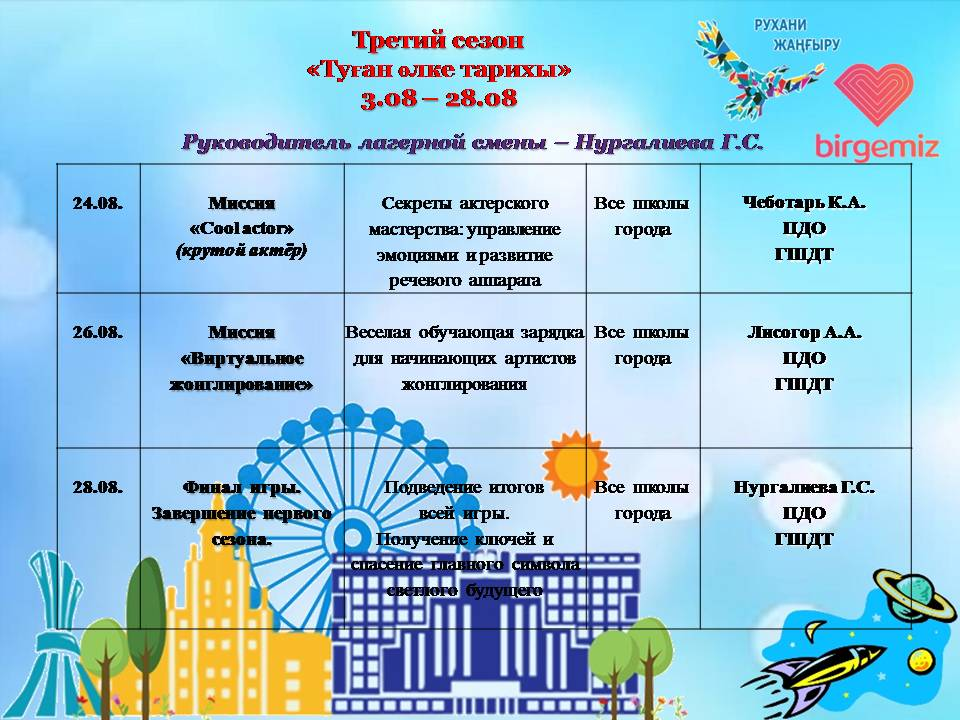 Третий сезон
«Туған өлке тарихы»
3.08 – 28.08
РУХАНИ
ЖАҢҒЫРУ
birgemiz
Руководитель лагерной смены – Нургалиева Г.С.
24.08.
Миссия
«Cool actor»
(крутой актёр)
Секреты актерского
мастерства: управление
эмоциями и развитие
речевого аппарата
Все школы
города
Чеботарь К.А.
ПДО
ГШДТ
26.08.
Миссия
«Виртуальное
жонглирование»
Веселая обучающая зарядка
для начинающих артистов
жонглирования
Все школы
города
Лисогор А.А.
ПДО
ГШДТ
28.08.
Финал игры.
Завершение первого
сезона.
Подведение итогов
всей игры.
Получение ключей и
спасение главного символа
светлого будущего
Все школы
города
Нургалиева Г.С.
ПДО
ГШДТ